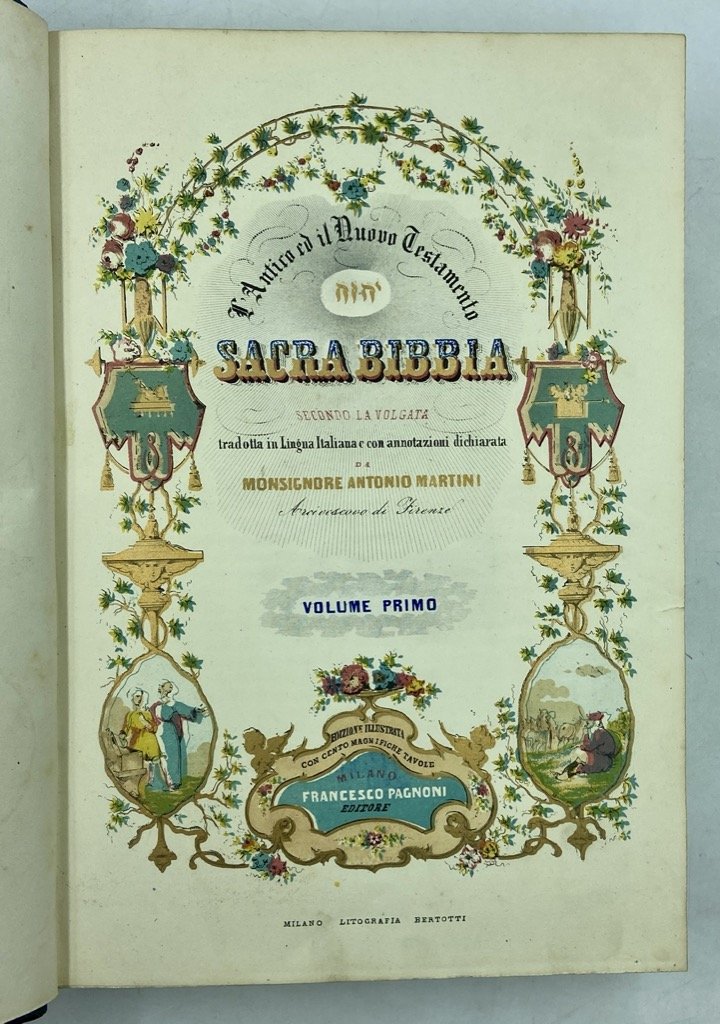 L'Antico ed il Nuovo Testamento
יהוה
SACRA BIBBIA
SECONDO LA VOLGATA
tradotta in Lingua Italiana e con annotazioni dichiarata
DA
MONSIGNORE ANTONIO MARTINI
Arcivescovo di Firenze
VOLUME PRIMO
EDIZIONE ILLUSTRATA
CON CENTO MAGNIFICHE TAVOLE
MILANO
FRANCESCO PAGNONI
EDITORE
MILANO LITOGRAFIA BERTOTTI